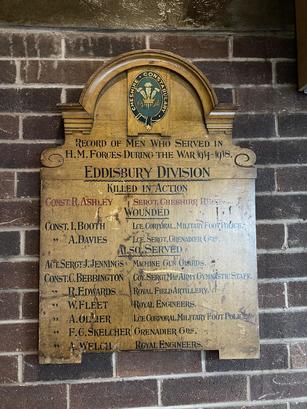 CHESHIRE CONSTABULARY
RECORD OF MEN WHO SERVED IN
H.M. FORCES DURING THE WAR 1914-1918.
EDDISBURY DIVISION
KILLED IN ACTION
CONST. R. ASHLEY SERGT. CHESHIRE
WOUNDED
CONST. J. BOOTH LCE. CORPORAL, MILITARY FOOT POLICE.
" A. DAVIES LCE. SERGT. GRENADIER GDS.
ALSO SERVED
ACTG. SERGT. J. JENNINGS MACHINE GUN GUARDS.
CONST. C. BEBBINGTON COY. SERGT. MAJ. ARMY GYMNASTIC STAFF.
" R. EDWARDS ROYAL FIELD ARTILLERY.
" W. FLEET ROYAL ENGINEERS.
" A. OLIVER LCE. CORPORAL, MILITARY FOOT POLICE.
" F. C. SKELCHER GRENADIER GDS.
" A. WELCH ROYAL ENGINEERS.